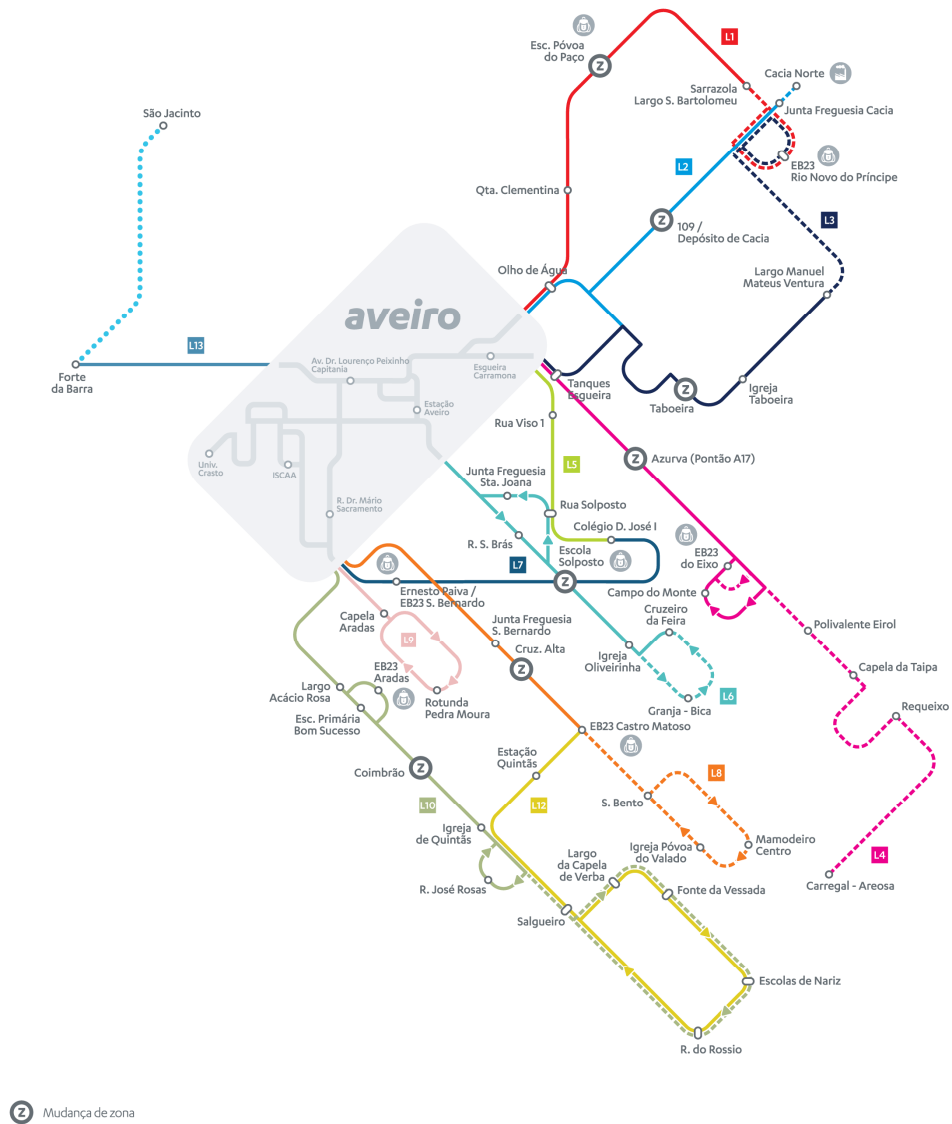 L1
Esc. Póvoa
do Paço
Z
Cacia Norte
Sarrazola
Largo S. Bartolomeu
Junta Freguesia Cacia
São Jacinto
EB23
Rio Novo do Príncipe
L2
Qta. Clementina
Z
109 /
Depósito de Cacia
L3
Olho de Água
Largo Manuel
Mateus Ventura
aveiro
L13
Av. Dr. Lourenço Peixinho
Capitania
Esgueira
Carramona
Forte
da Barra
Tanques
Esgueira
Z
Taboeira
Igreja
Taboeira
Estação
Aveiro
Rua Viso 1
Univ.
Crasto
ISCAA
L5
Z
Azurva (Pontão A17)
Junta Freguesia
Sta. Joana
Rua Solposto
R. Dr. Mário
Sacramento
Colégio D. José I
R. S. Brás
Escola
Solposto
EB23
do Eixo
L7
Z
Ernesto Paiva /
EB23 S. Bernardo
Campo do Monte
Capela
Aradas
L9
Junta Freguesia
S. Bernardo
Cruzeiro
da Feira
Polivalente Eirol
Cruz. Alta
Z
Igreja
Oliveirinha
Capela da Taipa
EB23
Aradas
Largo
Acácio Rosa
L6
Rotunda
Pedra Moura
Granja - Bica
Requeixo
Esc. Primária
Bom Sucesso
EB23 Castro Matoso
Estação
Quintãs
Coimbrão
Z
L8
L10
L12
S. Bento
Igreja
de Quintãs
Igreja Póvoa
do Valado
Mamodeiro
Centro
L4
Largo
da Capela
de Verba
Carregal - Areosa
R. José Rosas
Fonte da Vessada
Salgueiro
Escolas de Nariz
R. do Rossio
Z
Mudança de zona